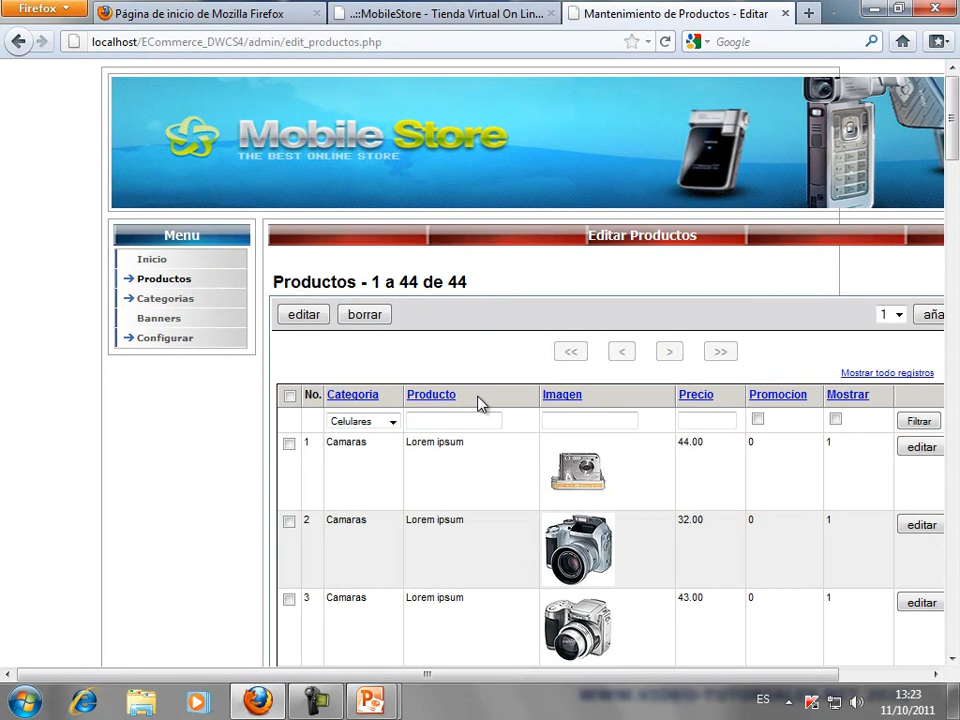 Firefox
Página de inicio de Mozilla Firefox
..::MobileStore - Tienda Virtual On Lin...
Mantenimiento de Productos - Editar
localhost/ECommerce_DWCS4/admin/edit_productos.php
Google
Mobile Store
THE BEST ONLINE STORE
Menu
Inicio
Productos
Categorias
Banners
Configurar
Editar Productos
Productos - 1 a 44 de 44
editar
borrar
1
aña
<<
<
>
>>
Mostrar todo registros
No. Categoria Producto Imagen Precio Promocion Mostrar
Celulares
Filtrar
1 Camaras Lorem ipsum 44.00 0 1 editar
2 Camaras Lorem ipsum 32.00 0 1 editar
3 Camaras Lorem ipsum 43.00 0 1 editar
ES
13:23
11/10/2011